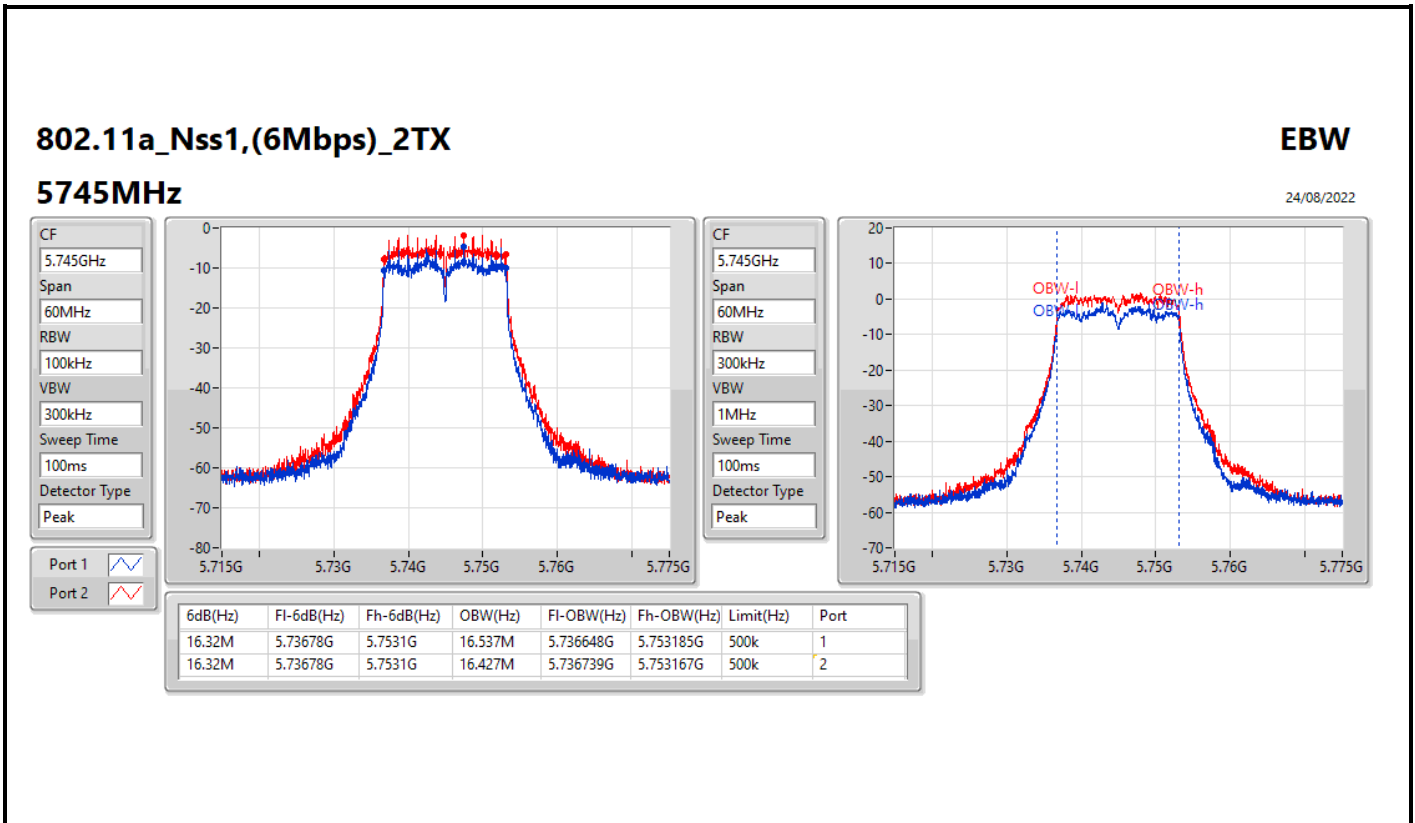 802.11a_Nss1,(6Mbps)_2TX
EBW
5745MHz
24/08/2022
CF
5.745GHz
Span
60MHz
RBW
100kHz
VBW
300kHz
Sweep Time
100ms
Detector Type
Peak
Port 1
Port 2
0
-10
-20
-30
-40
-50
-60
-70
-80
5.715G 5.73G 5.74G 5.75G 5.76G 5.775G
CF
5.745GHz
Span
60MHz
RBW
300kHz
VBW
1MHz
Sweep Time
100ms
Detector Type
Peak
20
10
0
-10
-20
-30
-40
-50
-60
-70
OBW-l OBW-h
OBW-h
5.715G 5.73G 5.74G 5.75G 5.76G 5.775G
6dB(Hz) Fl-6dB(Hz) Fh-6dB(Hz) OBW(Hz) Fl-OBW(Hz) Fh-OBW(Hz) Limit(Hz) Port
16.32M 5.73678G 5.7531G 16.537M 5.736648G 5.753185G 500k 1
16.32M 5.73678G 5.7531G 16.427M 5.736739G 5.753167G 500k 2